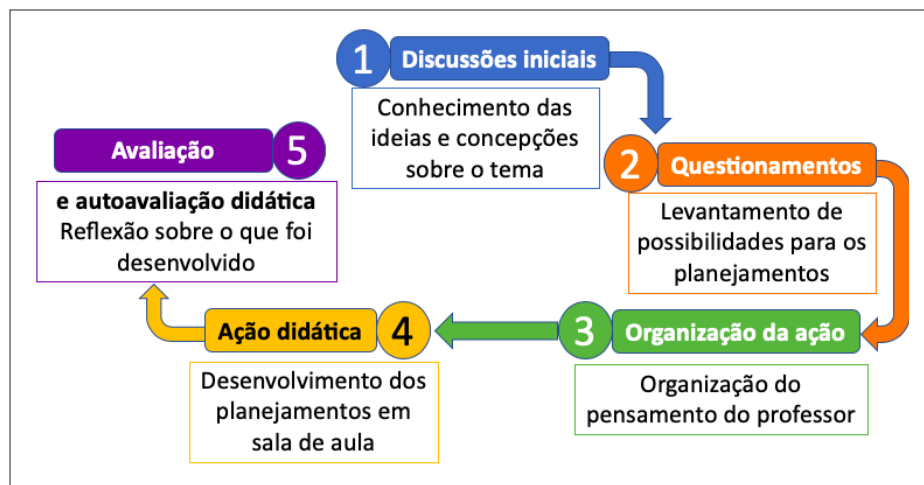 1 Discussões iniciais
Conhecimento das
ideias e concepções
sobre o tema
2 Questionamentos
Levantamento de
possibilidades para os
planejamentos
3 Organização da ação
Organização do
pensamento do professor
Ação didática 4
Desenvolvimento dos
planejamentos em
sala de aula
Avaliação 5
e autoavaliação didática
Reflexão sobre o que foi
desenvolvido